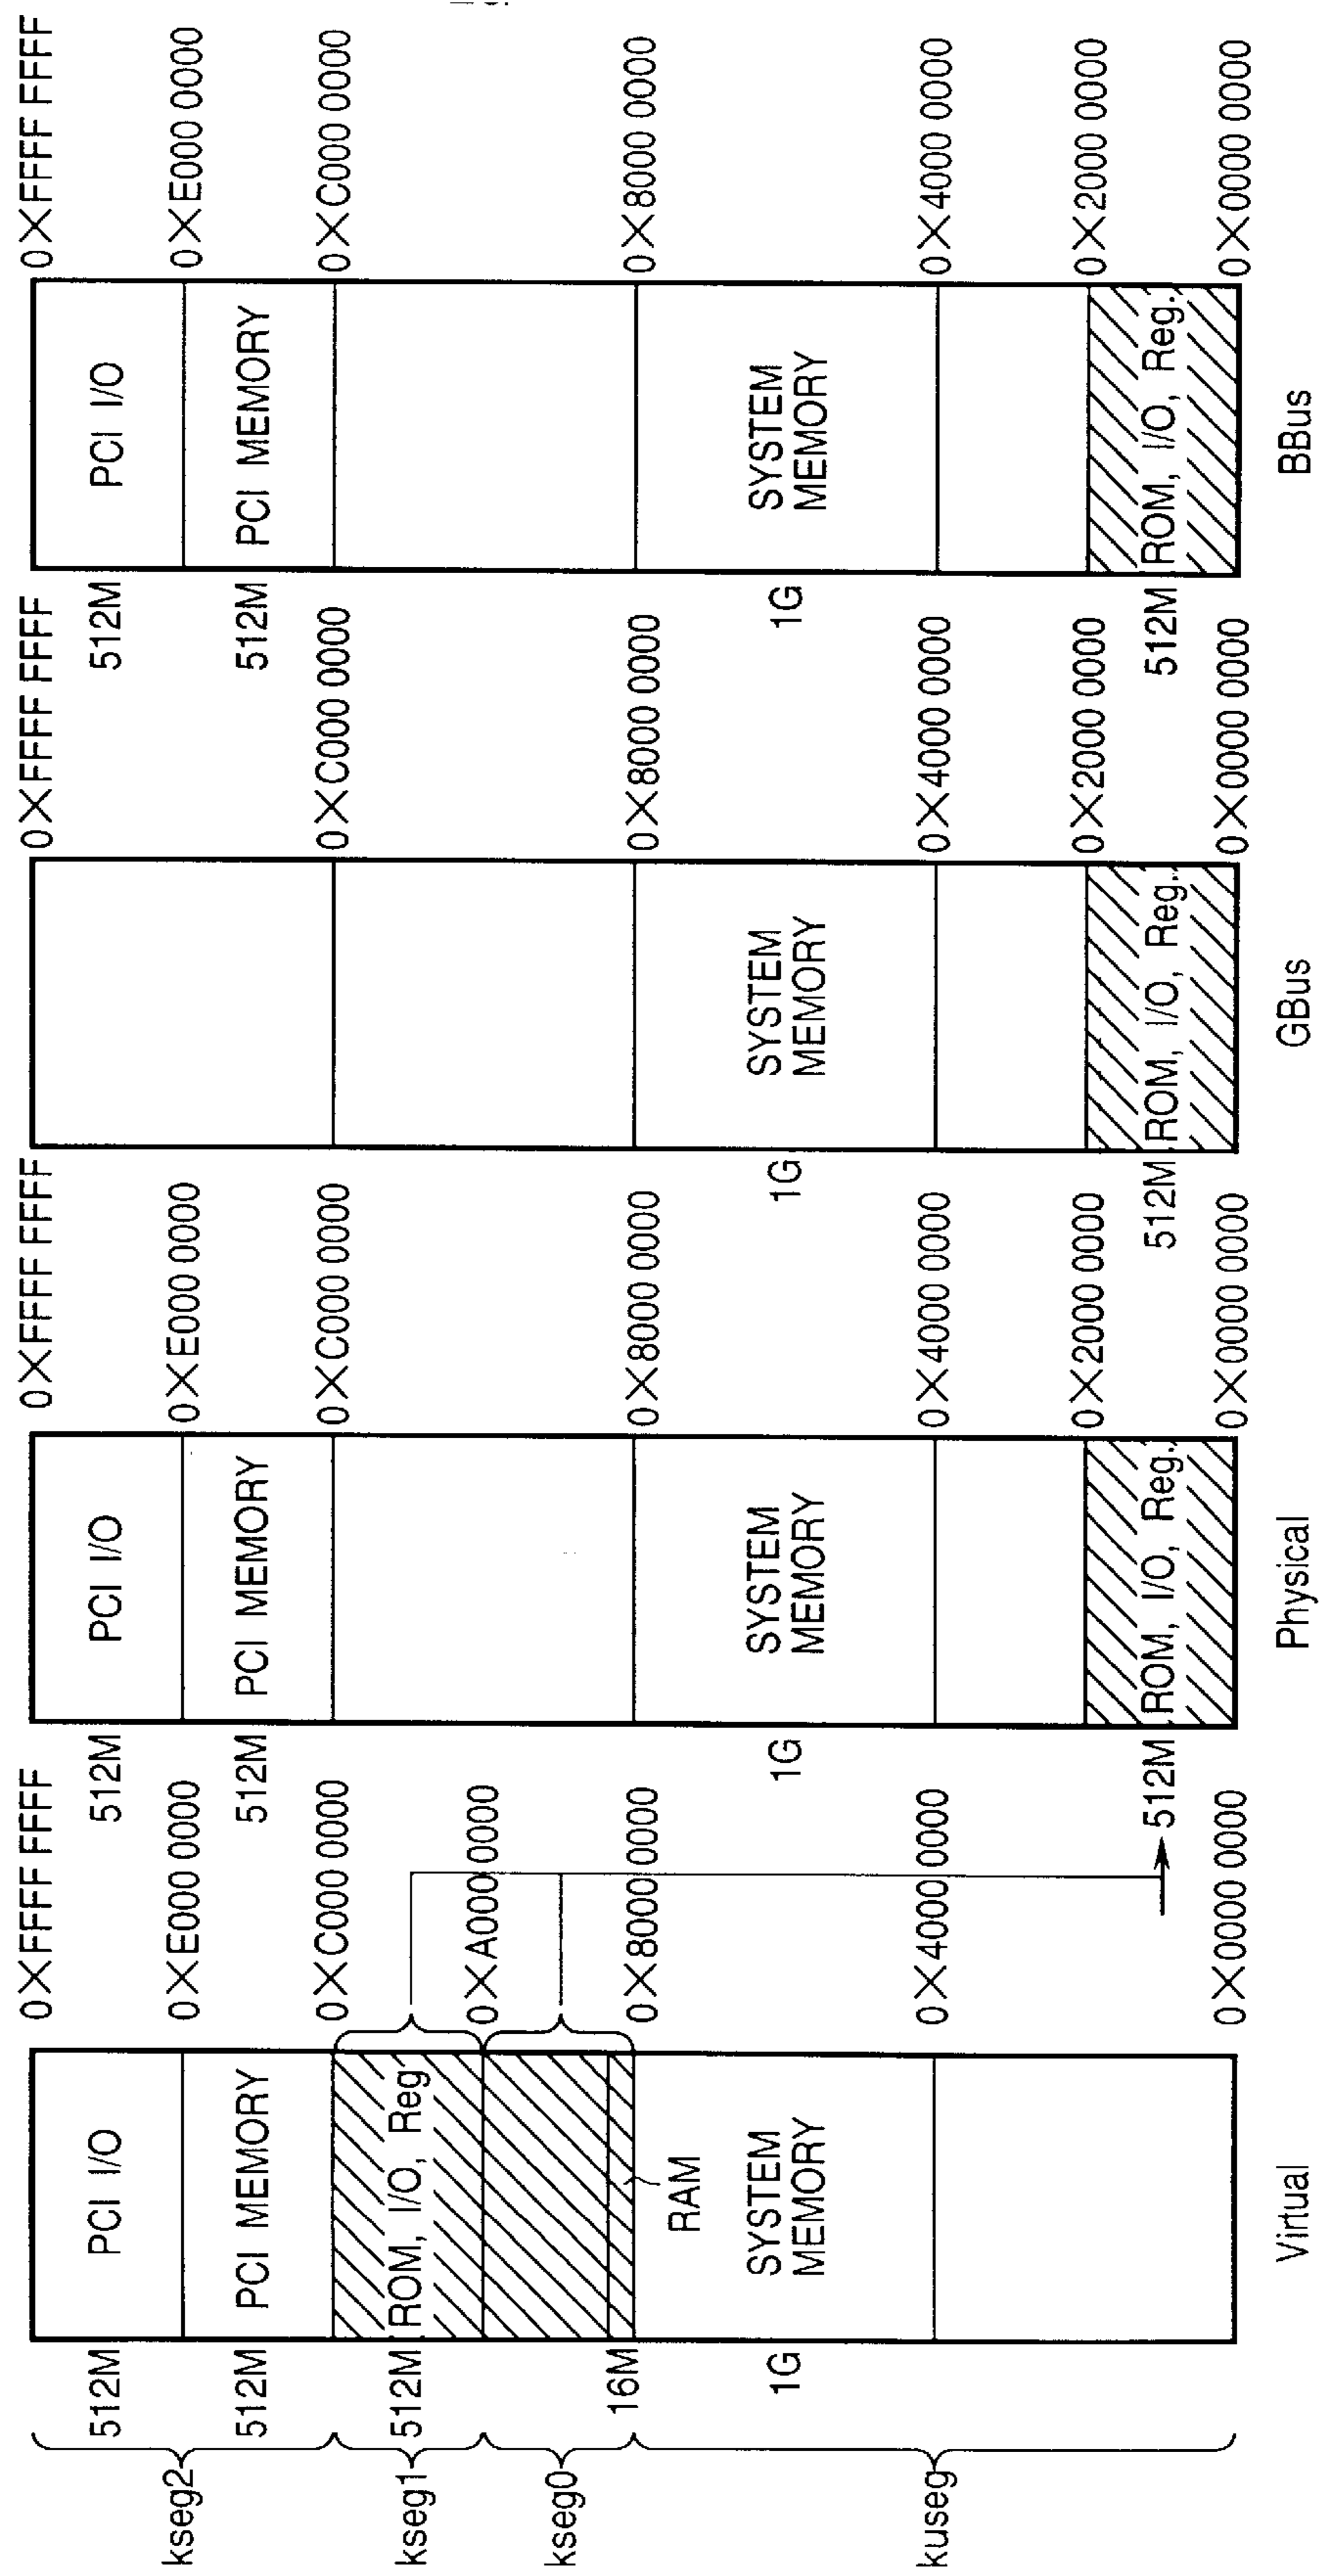 kseg2
kseg1
kseg0
kuseg
512M
512M
512M
16M
1G
PCI I/O
PCI MEMORY
ROM, I/O, Reg
RAM
SYSTEM
MEMORY
0×FFFF FFFF
0×E000 0000
0×C000 0000
0×A000 0000
0×8000 0000
0×4000 0000
0×0000 0000
Virtual
512M
512M
1G
512M
PCI I/O
PCI MEMORY
SYSTEM
MEMORY
ROM, I/O, Reg.
0×FFFF FFFF
0×E000 0000
0×C000 0000
0×8000 0000
0×4000 0000
0×2000 0000
0×0000 0000
Physical
1G
512M
SYSTEM
MEMORY
ROM, I/O, Reg.
0×FFFF FFFF
0×C000 0000
0×8000 0000
0×4000 0000
0×2000 0000
0×0000 0000
GBus
512M
512M
1G
512M
PCI I/O
PCI MEMORY
SYSTEM
MEMORY
ROM, I/O, Reg.
0×FFFF FFFF
0×E000 0000
0×C000 0000
0×8000 0000
0×4000 0000
0×2000 0000
0×0000 0000
BBus